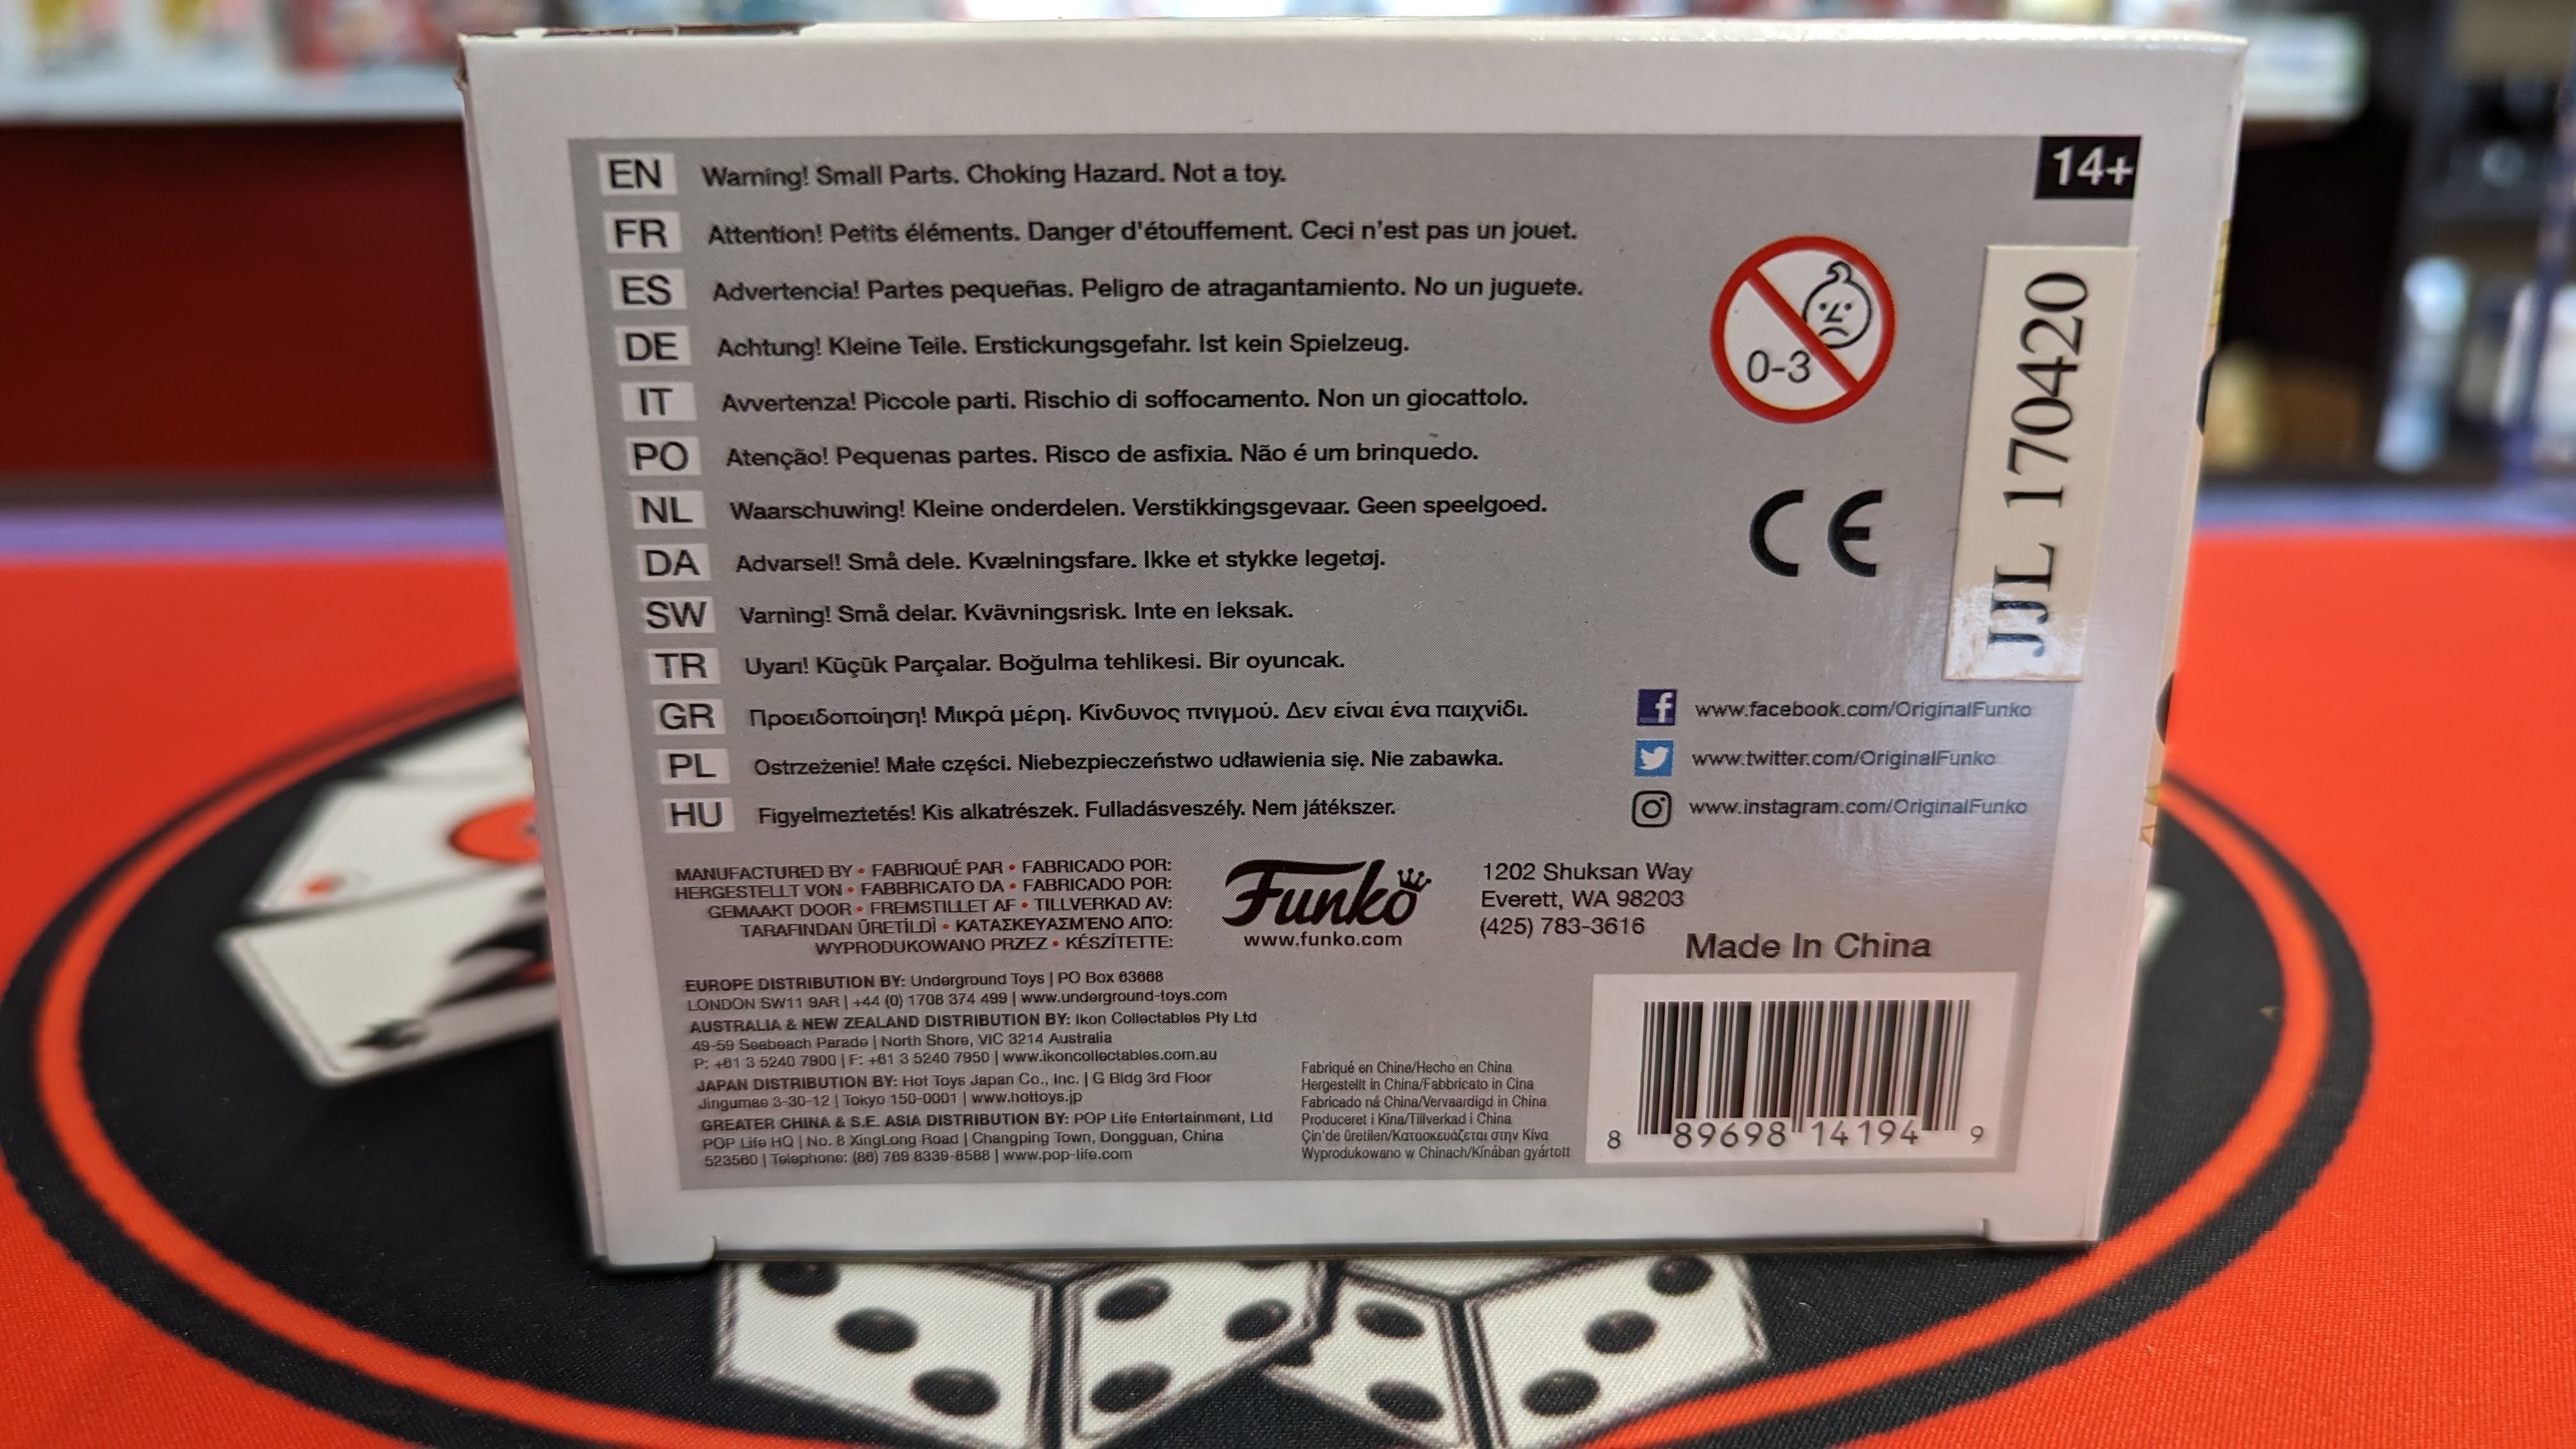 EN Warning! Small Parts. Choking Hazard. Not a toy.
FR Attention! Petits éléments. Danger d'étouffement. Ceci n'est pas un jouet.
ES Advertencia! Partes pequeñas. Peligro de atragantamiento. No un juguete.
DE Achtung! Kleine Teile. Erstickungsgefahr. Ist kein Spielzeug.
IT Avvertenza! Piccole parti. Rischio di soffocamento. Non un giocattolo.
PO Atenção! Pequenas partes. Risco de asfixia. Não é um brinquedo.
NL Waarschuwing! Kleine onderdelen. Verstikkingsgevaar. Geen speelgoed.
DA Advarsel! Små dele. Kvælningsfare. Ikke et stykke legetøj.
SW Varning! Små delar. Kvävningsrisk. Inte en leksak.
TR Uyarı! Küçük Parçalar. Boğulma tehlikesi. Bir oyuncak.
GR Προειδοποίηση! Μικρά μέρη. Κίνδυνος πνιγμού. Δεν είναι ένα παιχνίδι.
PL Ostrzeżenie! Małe części. Niebezpieczeństwo udławienia się. Nie zabawka.
HU Figyelmeztetés! Kis alkatrészek. Fulladásveszély. Nem játékszer.
14+
0-3
CE
JJL 170420
www.facebook.com/OriginalFunko
www.twitter.com/OriginalFunko
www.instagram.com/OriginalFunko
MANUFACTURED BY • FABRIQUÉ PAR • FABRICADO POR:
HERGESTELLT VON • FABBRICATO DA • FABRICADO POR:
GEMAAKT DOOR • FREMSTILLET AF • TILLVERKAD AV:
TARAFINDAN ÜRETİLDİ • ΚΑΤΑΣΚΕΥΑΣΜΈΝΟ ΑΠΌ:
WYPRODUKOWANO PRZEZ • KÉSZÍTETTE:
Funko
www.funko.com
1202 Shuksan Way
Everett, WA 98203
(425) 783-3616
Made In China
EUROPE DISTRIBUTION BY: Underground Toys | PO Box 63668
LONDON SW11 9AR | +44 (0) 1708 374 499 | www.underground-toys.com
AUSTRALIA & NEW ZEALAND DISTRIBUTION BY: Ikon Collectables Pty Ltd
49-59 Seabeach Parade | North Shore, VIC 3214 Australia
P: +61 3 5240 7900 | F: +61 3 5240 7950 | www.ikoncollectables.com.au
JAPAN DISTRIBUTION BY: Hot Toys Japan Co., Inc. | G Bldg 3rd Floor
Jingumae 3-30-12 | Tokyo 150-0001 | www.hottoys.jp
GREATER CHINA & S.E. ASIA DISTRIBUTION BY: POP Life Entertainment, Ltd
POP Life HQ | No. 8 XingLong Road | Changping Town, Dongguan, China
523560 | Telephone: (86) 769 8339-8588 | www.pop-life.com
Fabriqué en Chine/Hecho en China
Hergestellt in China/Fabbricato in Cina
Fabricado ná China/Vervaardigd in China
Produceret i Kina/Tillverkad i China
Çin'de üretilen/Κατασκευάζεται στην Κίνα
Wyprodukowano w Chinach/Kínában gyártott
8 89698 14194 9